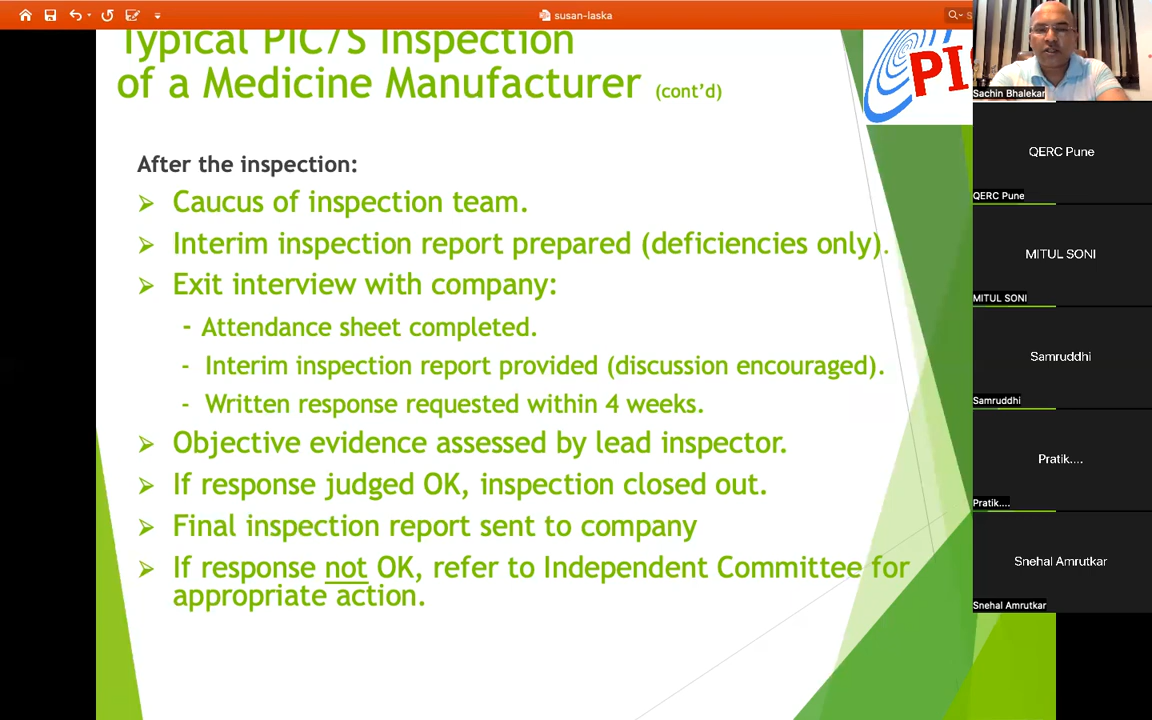 susan-laska
S
Typical PIC/S Inspection
of a Medicine Manufacturer (cont'd)
PI
After the inspection:
➢ Caucus of inspection team.
➢ Interim inspection report prepared (deficiencies only).
➢ Exit interview with company:
- Attendance sheet completed.
- Interim inspection report provided (discussion encouraged).
- Written response requested within 4 weeks.
➢ Objective evidence assessed by lead inspector.
➢ If response judged OK, inspection closed out.
➢ Final inspection report sent to company
➢ If response not OK, refer to Independent Committee for
appropriate action.
Sachin Bhalekar
QERC Pune
QERC Pune
MITUL SONI
MITUL SONI
Samruddhi
Samruddhi
Pratik....
Pratik....
Snehal Amrutkar
Snehal Amrutkar